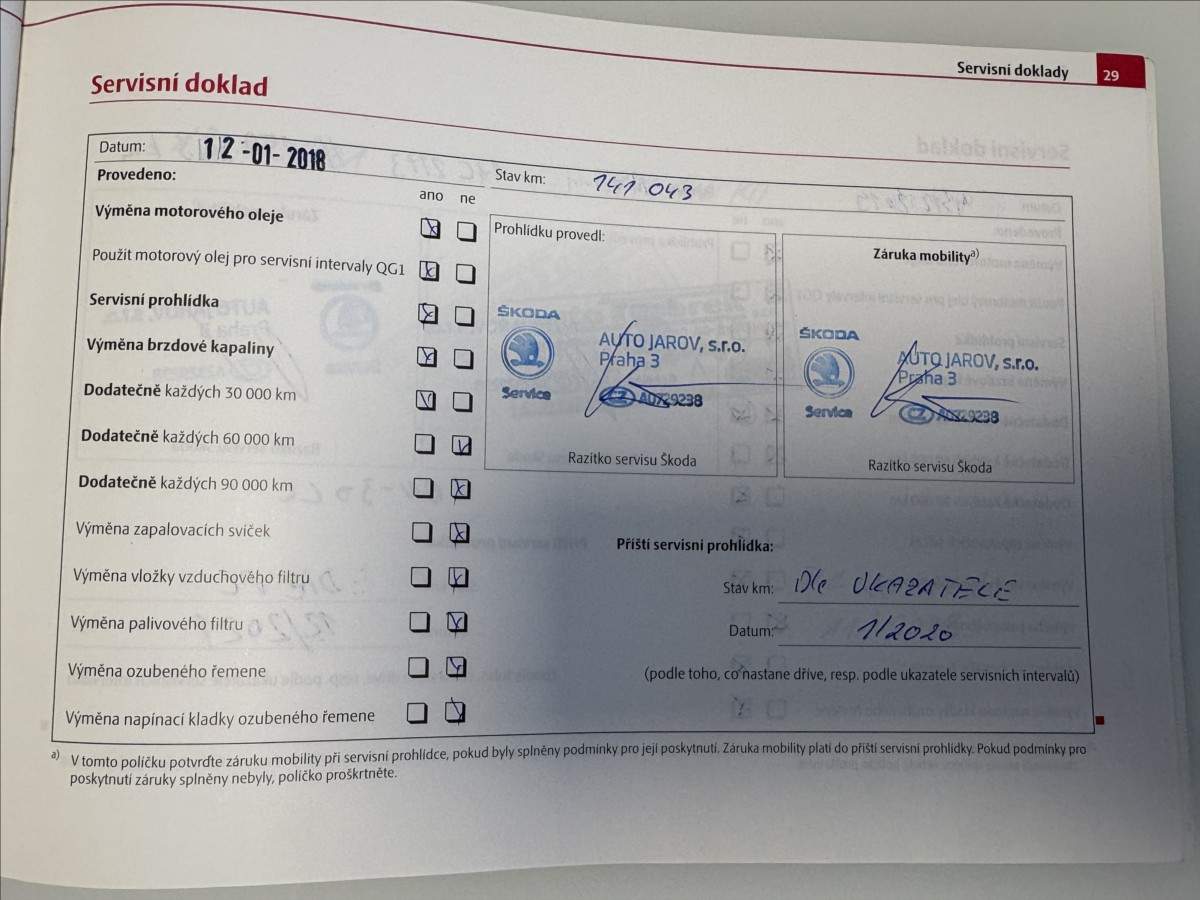 Servisní doklady 29
Servisní doklad
Datum: 12 -01- 2018
Stav km: 141 043
Provedeno:
ano ne
Výměna motorového oleje
Použit motorový olej pro servisní intervaly QG1
Servisní prohlídka
Výměna brzdové kapaliny
Dodatečně každých 30 000 km
Dodatečně každých 60 000 km
Dodatečně každých 90 000 km
Výměna zapalovacích svíček
Výměna vložky vzduchového filtru
Výměna palivového filtru
Výměna ozubeného řemene
Výměna napínací kladky ozubeného řemene
Prohlídku provedl:
ŠKODA
Service
AUTO JAROV, s.r.o.
Praha 3
CZ AUT29238
Razítko servisu Škoda
Záruka mobility a)
ŠKODA
Service
AUTO JAROV, s.r.o.
Praha 3
CZ
Razítko servisu Škoda
Příští servisní prohlídka:
Stav km: Dle UKAZATELE
Datum: 1/2020
(podle toho, co nastane dříve, resp. podle ukazatele servisních intervalů)
a) V tomto políčku potvrďte záruku mobility při servisní prohlídce, pokud byly splněny podmínky pro její poskytnutí. Záruka mobility platí do příští servisní prohlídky. Pokud podmínky pro
poskytnutí záruky splněny nebyly, políčko proškrtněte.